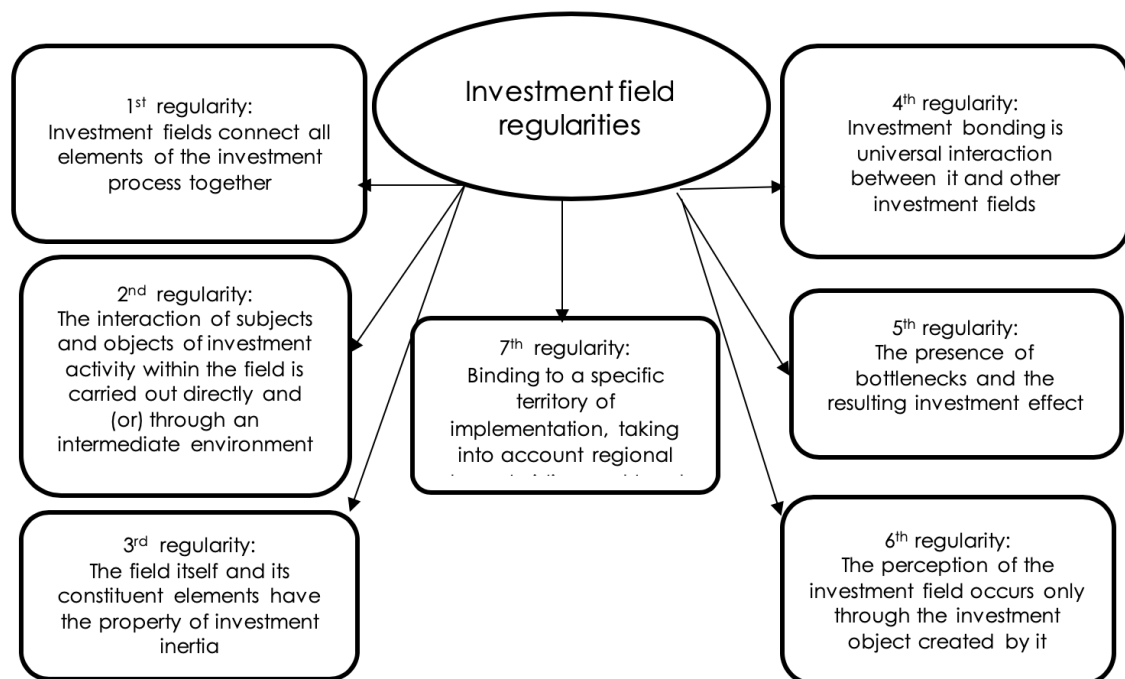 Investment field
regularities
1st regularity:
Investment fields connect all
elements of the investment
process together
2nd regularity:
The interaction of subjects
and objects of investment
activity within the field is
carried out directly and
(or) through an
intermediate environment
3rd regularity:
The field itself and its
constituent elements have
the property of investment
inertia
4th regularity:
Investment bonding is
universal interaction
between it and other
investment fields
5th regularity:
The presence of
bottlenecks and the
resulting investment effect
6th regularity:
The perception of the
investment field occurs only
through the investment
object created by it
7th regularity:
Binding to a specific
territory of
implementation, taking
into account regional